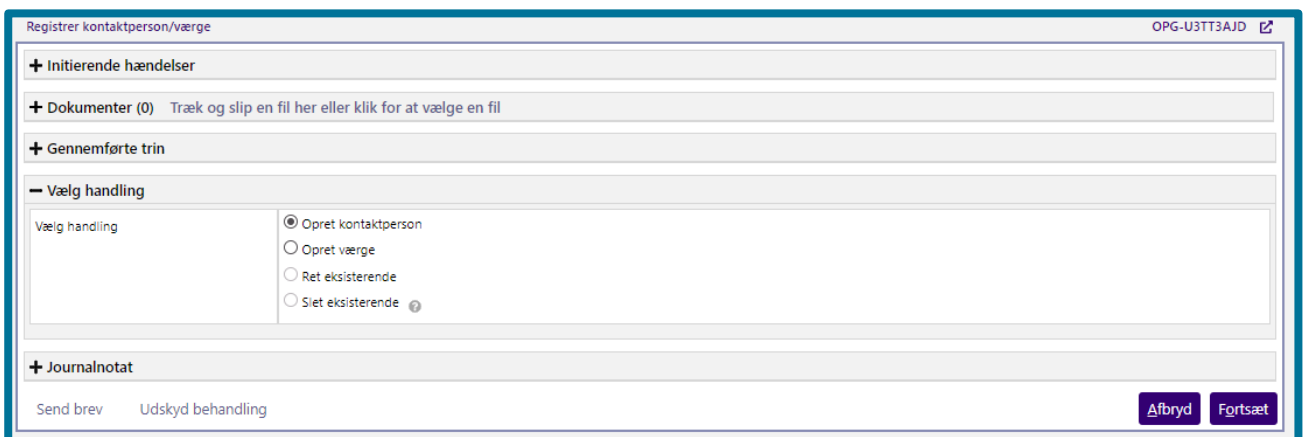 Registrer kontaktperson/værge OPG-U3TT3AJD
+ Initierende hændelser
+ Dokumenter (0) Træk og slip en fil her eller klik for at vælge en fil
+ Gennemførte trin
− Vælg handling
Vælg handling
Opret kontaktperson
Opret værge
Ret eksisterende
Slet eksisterende ?
+ Journalnotat
Send brev Udskyd behandling Afbryd Fortsæt